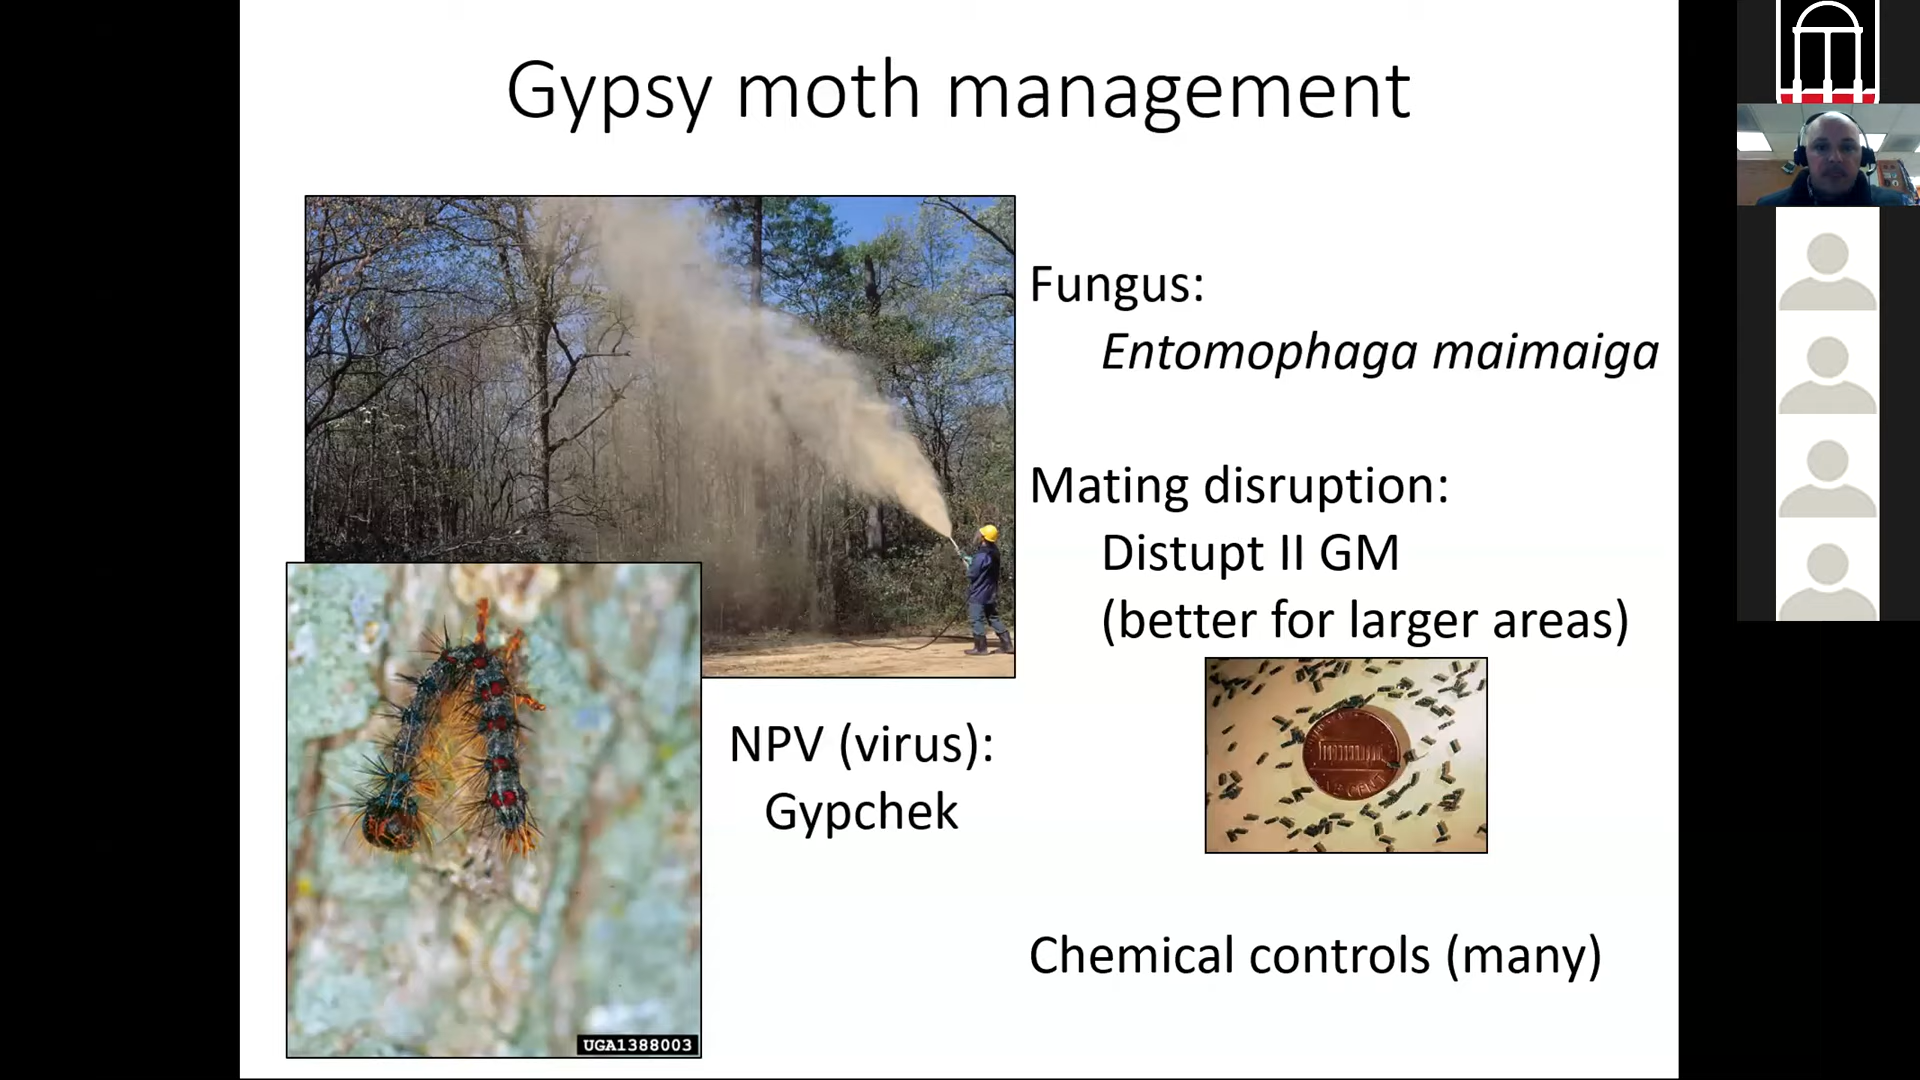 Gypsy moth management
Fungus:
Entomophaga maimaiga
Mating disruption:
Distupt II GM
(better for larger areas)
NPV (virus):
Gypchek
Chemical controls (many)
UGA1388003